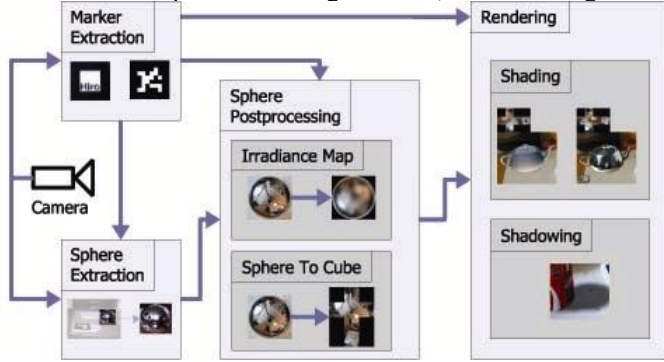 Marker
Extraction
Hiro
Camera
Sphere
Extraction
Sphere
Postprocessing
Irradiance Map
Sphere To Cube
Rendering
Shading
Shadowing